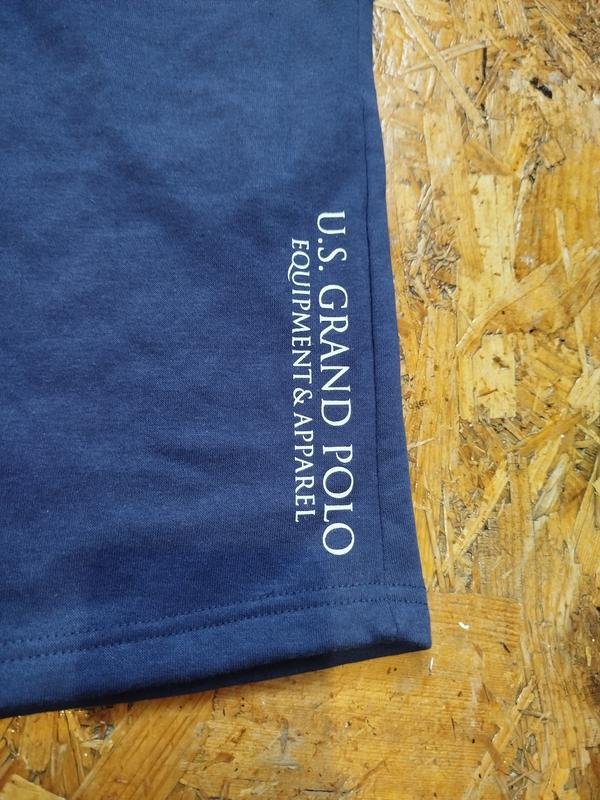 U.S. GRAND POLO
EQUIPMENT & APPAREL